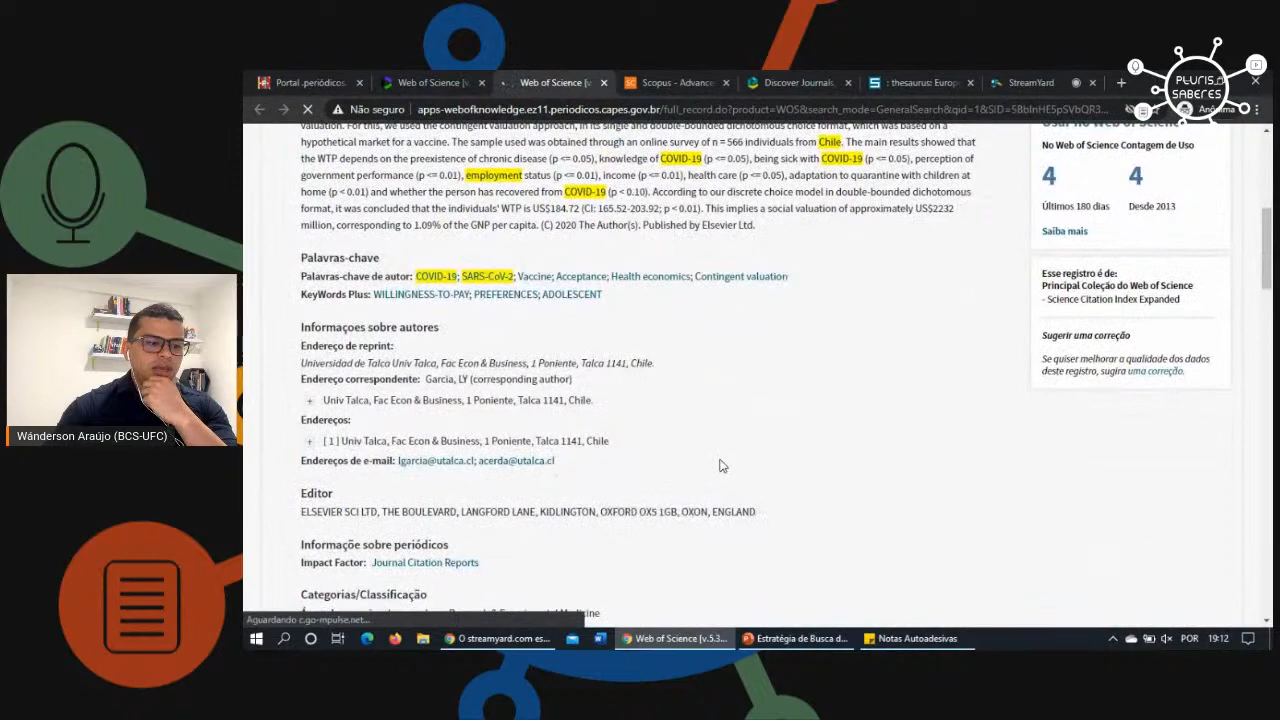 Portal .periódicos.
Web of Science [v
Web of Science [v
Scopus - Advance
Discover Journals,
: thesaurus: Europ
StreamYard
PLURIS
SABERES
Não seguro
apps-webofknowledge.ez11.periodicos.capes.gov.br/full_record.do?product=WOS&search_mode=GeneralSearch&qid=1&SID=5BbInHE5pSVbQR3...
Anônima
valuation. For this, we used the contingent valuation approach, in its single and double-bounded dichotomous choice format, which was based on a
hypothetical market for a vaccine. The sample used was obtained through an online survey of n = 566 individuals from Chile. The main results showed that
the WTP depends on the preexistence of chronic disease (p <= 0.05), knowledge of COVID-19 (p <= 0.05), being sick with COVID-19 (p <= 0.05), perception of
government performance (p <= 0.01), employment status (p <= 0.01), income (p <= 0.01), health care (p <= 0.05), adaptation to quarantine with children at
home (p < 0.01) and whether the person has recovered from COVID-19 (p < 0.10). According to our discrete choice model in double-bounded dichotomous
format, it was concluded that the individuals' WTP is US$184.72 (CI: 165.52-203.92; p < 0.01). This implies a social valuation of approximately US$2232
million, corresponding to 1.09% of the GNP per capita. (C) 2020 The Author(s). Published by Elsevier Ltd.
Palavras-chave
Palavras-chave de autor: COVID-19; SARS-CoV-2; Vaccine; Acceptance; Health economics; Contingent valuation
KeyWords Plus: WILLINGNESS-TO-PAY; PREFERENCES; ADOLESCENT
Informaçoes sobre autores
Endereço de reprint:
Universidad de Talca Univ Talca, Fac Econ & Business, 1 Poniente, Talca 1141, Chile.
Endereço correspondente: Garcia, LY (corresponding author)
+ Univ Talca, Fac Econ & Business, 1 Poniente, Talca 1141, Chile.
Endereços:
+ [ 1 ] Univ Talca, Fac Econ & Business, 1 Poniente, Talca 1141, Chile
Endereços de e-mail: lgarcia@utalca.cl; acerda@utalca.cl
Editor
ELSEVIER SCI LTD, THE BOULEVARD, LANGFORD LANE, KIDLINGTON, OXFORD OX5 1GB, OXON, ENGLAND
Informaçõe sobre periódicos
Impact Factor: Journal Citation Reports
Categorias/Classificação
Medicine
Usar no Web of Science
No Web of Science Contagem de Uso
4 4
Últimos 180 dias Desde 2013
Saiba mais
Esse registro é de:
Principal Coleção do Web of Science
- Science Citation Index Expanded
Sugerir uma correção
Se quiser melhorar a qualidade dos dados
deste registro, sugira uma correção.
Wánderson Araújo (BCS-UFC)
Aguardando c.go-mpulse.net...
O streamyard.com es...
Web of Science [v.5.3...
Estratégia de Busca d...
Notas Autoadesivas
POR
19:12